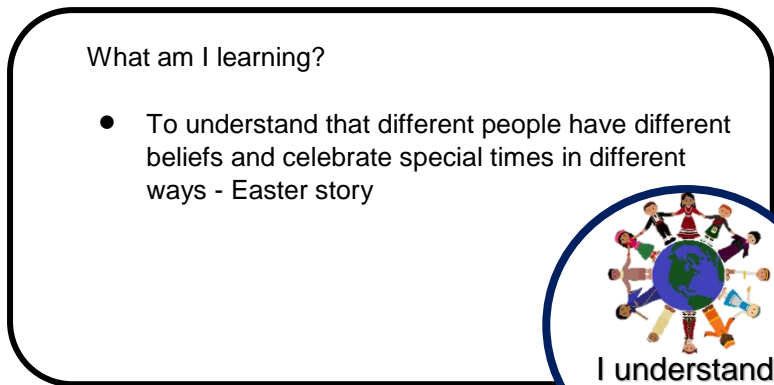 What am I learning?
● To understand that different people have different
beliefs and celebrate special times in different
ways - Easter story
I understand